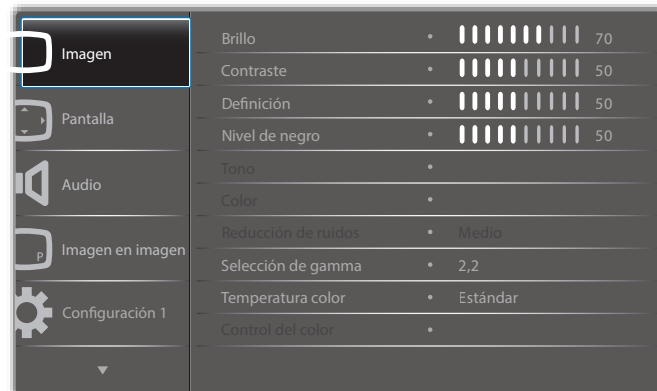 Imagen
Pantalla
Audio
P
Imagen en imagen
Configuración 1
Brillo • 70
Contraste • 50
Definición • 50
Nivel de negro • 50
Tono •
Color •
Reducción de ruidos • Medio
Selección de gamma • 2,2
Temperatura color • Estándar
Control del color •